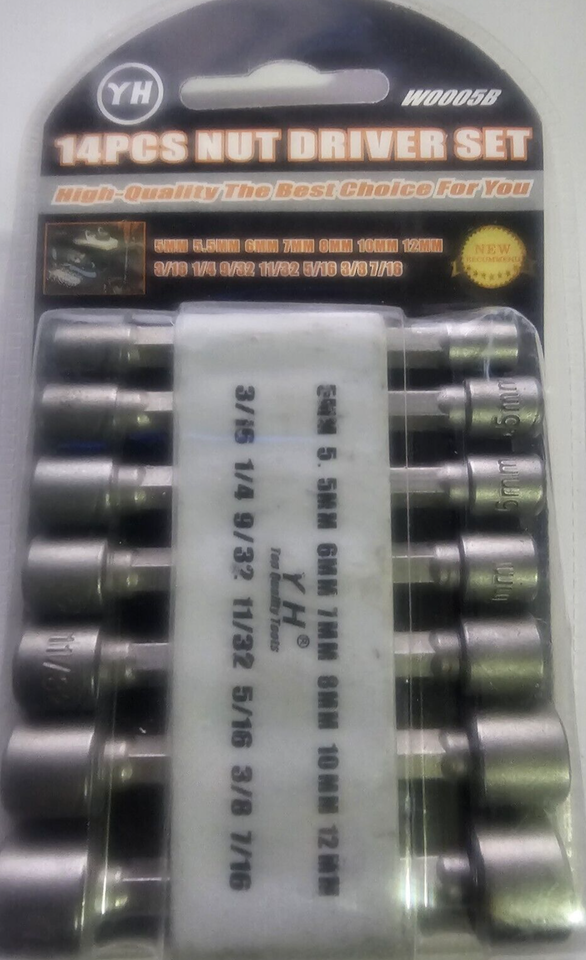 YH
W0005B
14PCS NUT DRIVER SET
High-Quality The Best Choice For You
5MM 5.5MM 6MM 7MM 8MM 10MM 12MM
3/16 1/4 9/32 11/32 5/16 3/8 7/16
NEW
RECOMMEND
5MM 5.5MM 6MM 7MM 8MM 10MM 12MM
YH®
Top Quality Tools
3/16 1/4 9/32 11/32 5/16 3/8 7/16
11/32